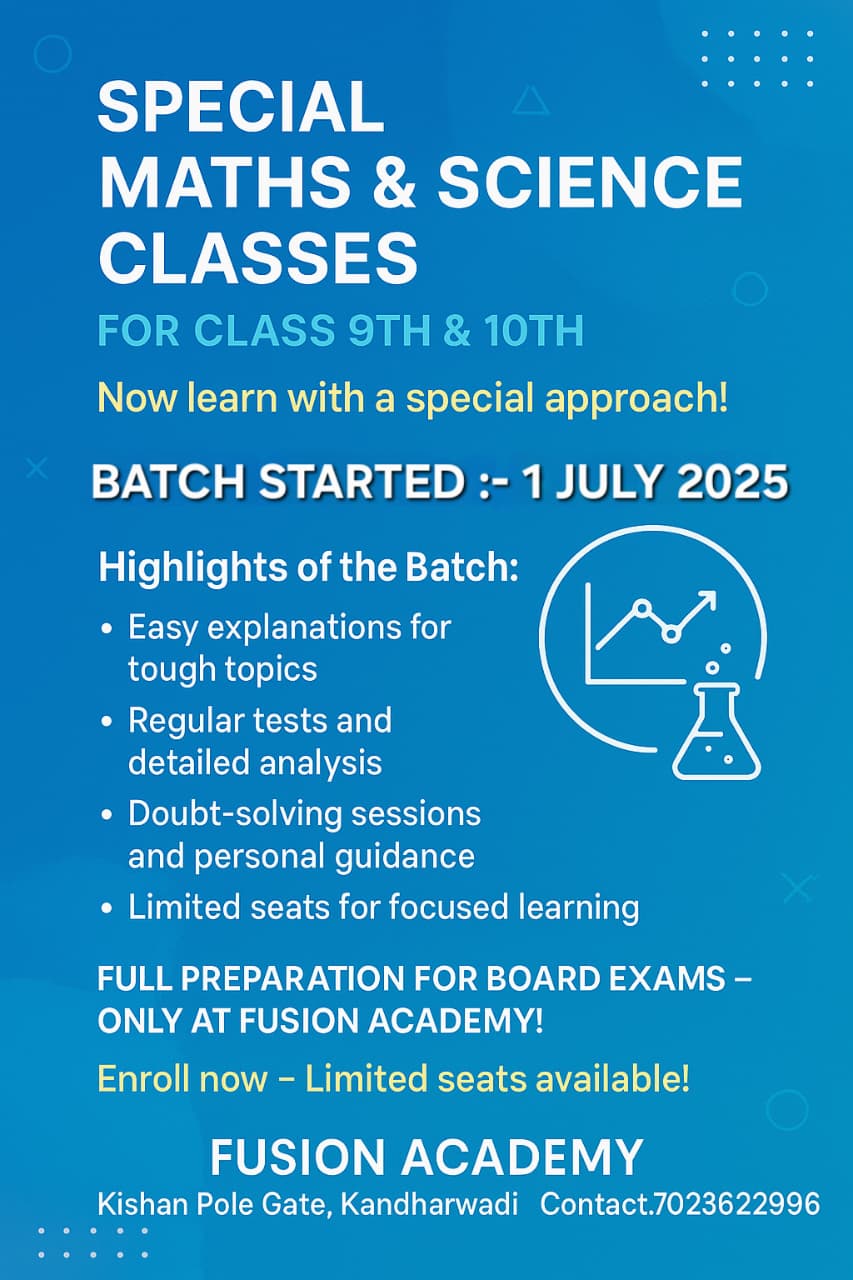 SPECIAL
MATHS & SCIENCE
CLASSES
FOR CLASS 9TH & 10TH
Now learn with a special approach!
BATCH STARTED :- 1 JULY 2025
Highlights of the Batch:
• Easy explanations for
tough topics
• Regular tests and
detailed analysis
• Doubt-solving sessions
and personal guidance
• Limited seats for focused learning
FULL PREPARATION FOR BOARD EXAMS –
ONLY AT FUSION ACADEMY!
Enroll now – Limited seats available!
FUSION ACADEMY
Kishan Pole Gate, Kandharwadi Contact.7023622996